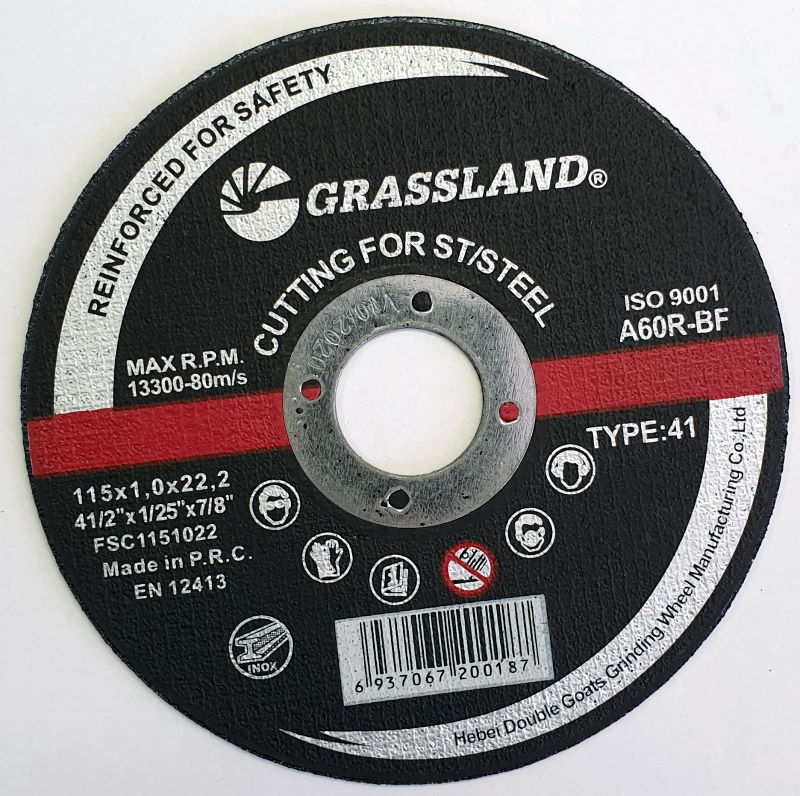 REINFORCED FOR SAFETY
GRASSLAND®
CUTTING FOR ST/STEEL
ISO 9001
A60R-BF
MAX R.P.M.
13300-80m/s
TYPE:41
115x1,0x22,2
41/2"x1/25"x7/8"
FSC1151022
Made in P.R.C.
EN 12413
INOX
6 937067 200187
Hebei Double Goats Grinding Wheel Manufacturing Co.,Ltd